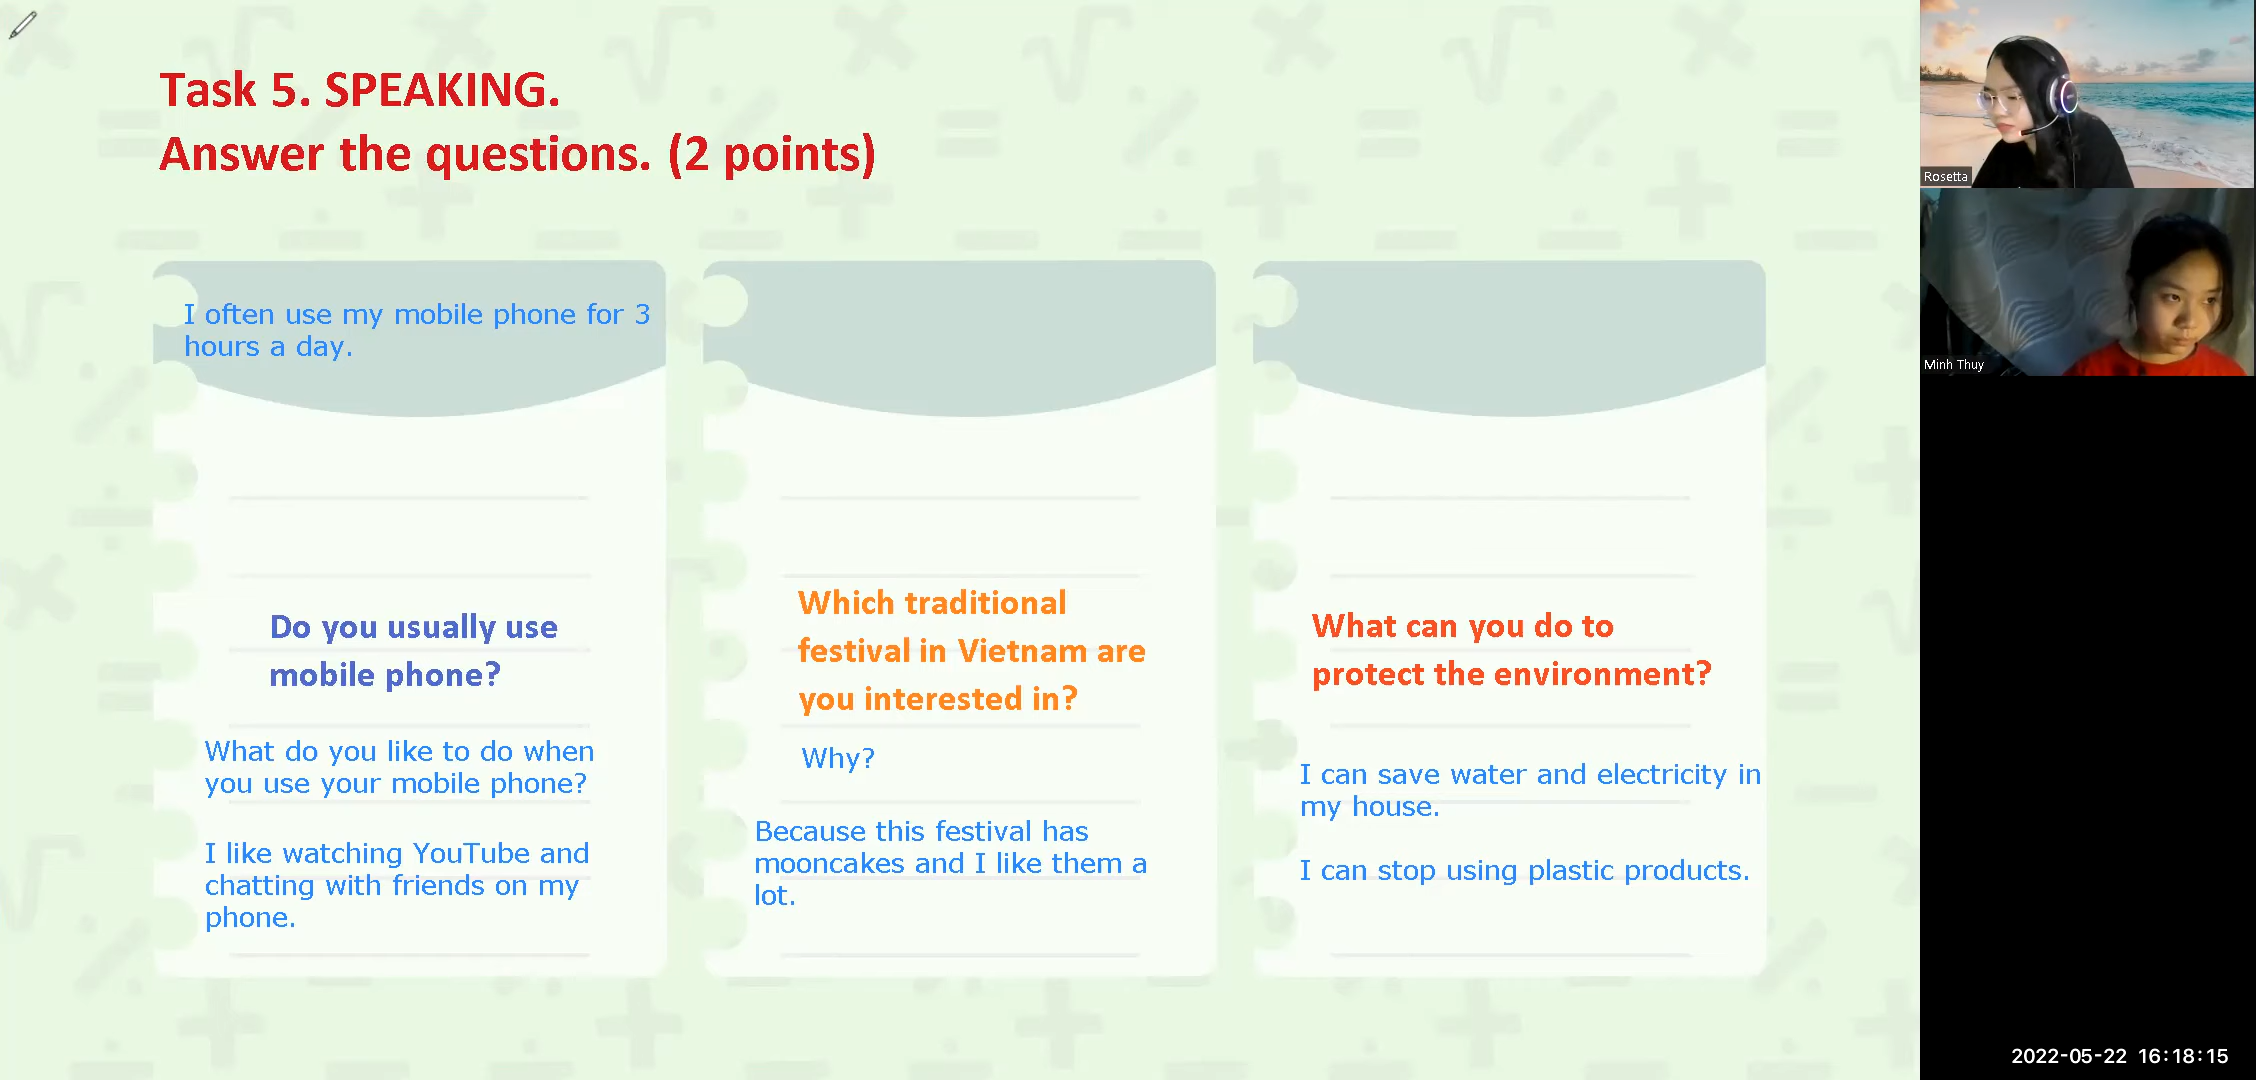 Task 5. SPEAKING.
Answer the questions. (2 points)
I often use my mobile phone for 3
hours a day.
Do you usually use
mobile phone?
What do you like to do when
you use your mobile phone?
I like watching YouTube and
chatting with friends on my
phone.
Which traditional
festival in Vietnam are
you interested in?
Why?
Because this festival has
mooncakes and I like them a
lot.
What can you do to
protect the environment?
I can save water and electricity in
my house.
I can stop using plastic products.
Rosetta
Minh Thuy
2022-05-22 16:18:15